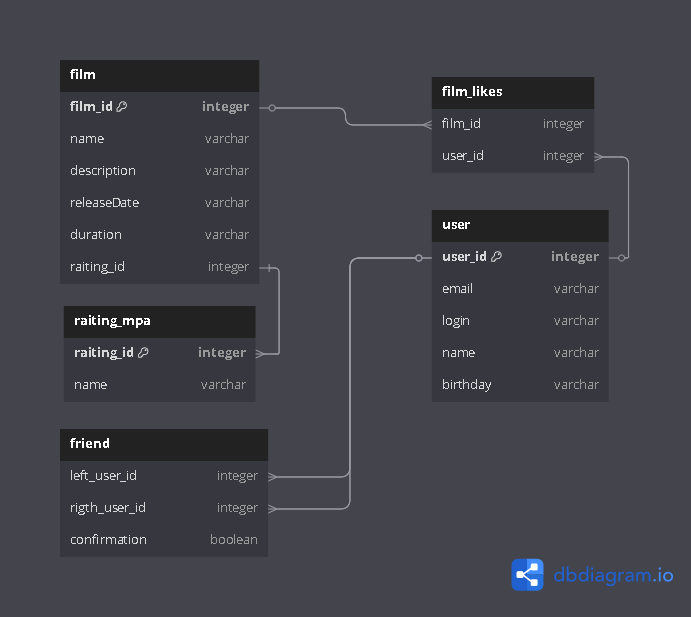 film
film_id integer
name varchar
description varchar
releaseDate varchar
duration varchar
raiting_id integer
raiting_mpa
raiting_id integer
name varchar
friend
left_user_id integer
rigth_user_id integer
confirmation boolean
film_likes
film_id integer
user_id integer
user
user_id integer
email varchar
login varchar
name varchar
birthday varchar
dbdiagram.io